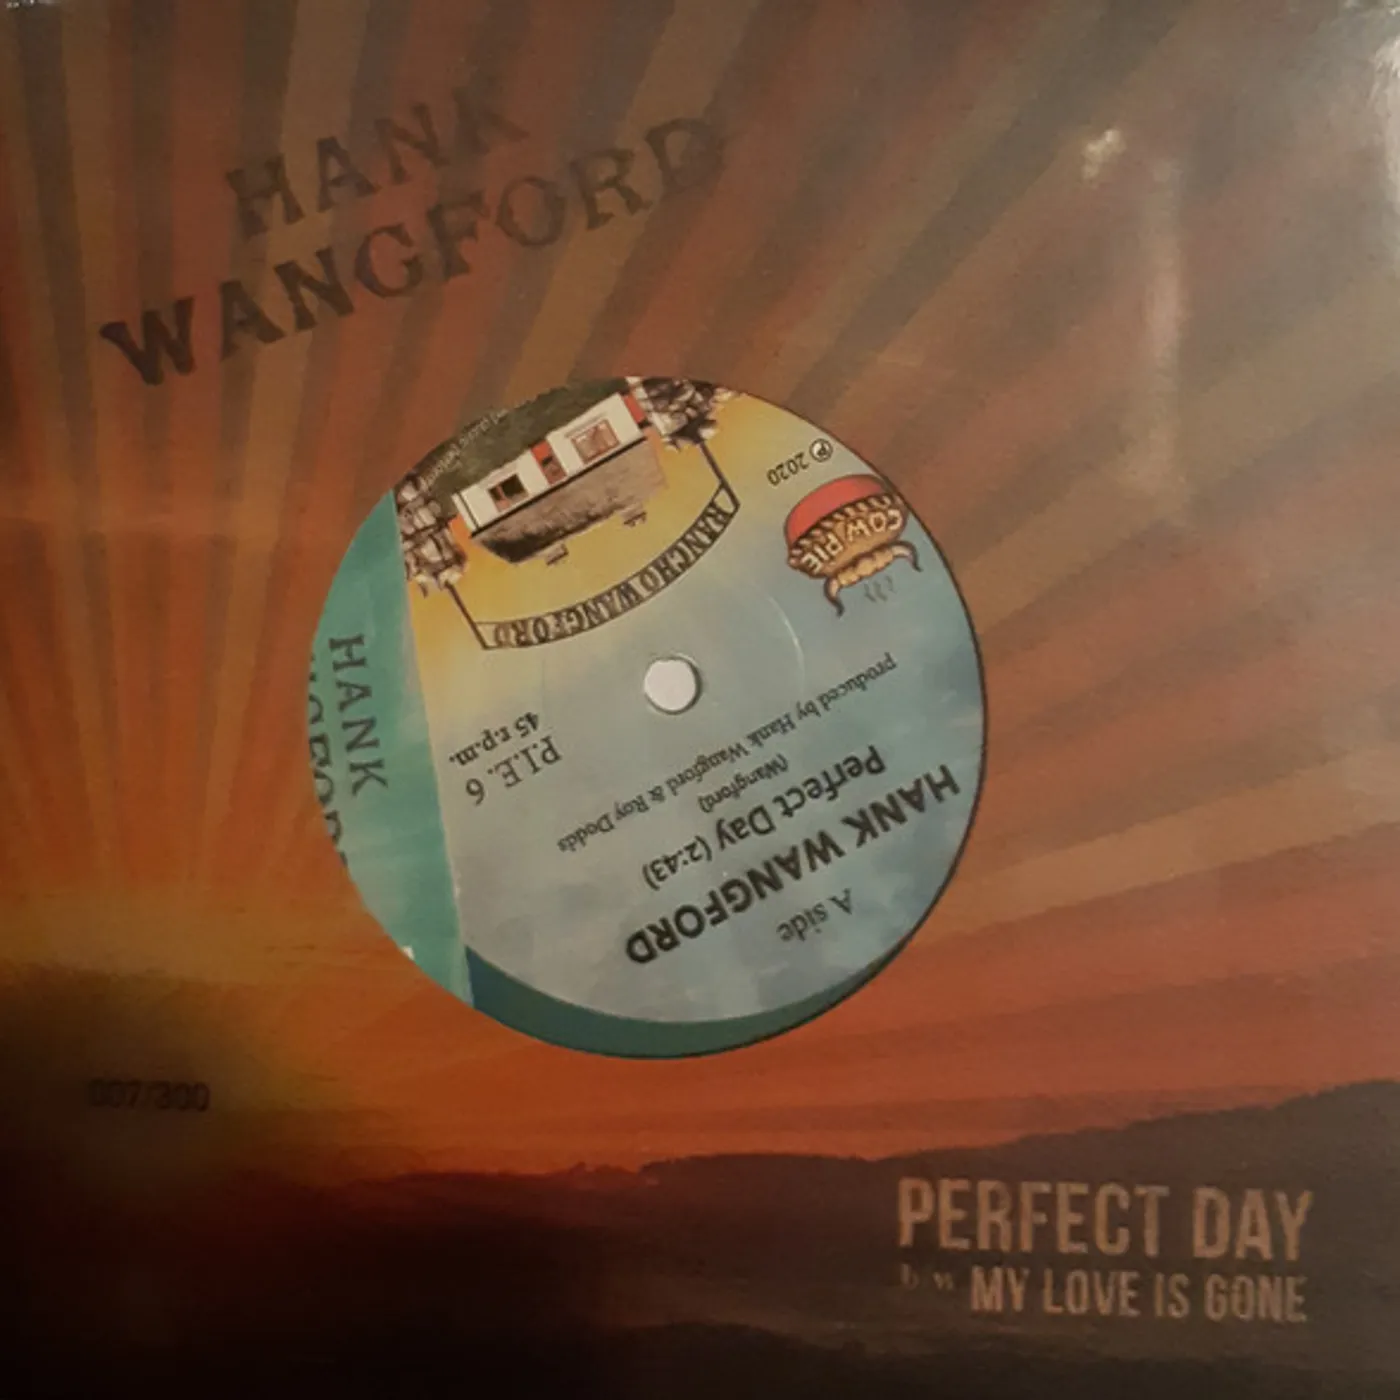 HANK
WANGFORD
A side
HANK WANGFORD
Perfect Day (2:43)
(Wangford)
produced by Hank Wangford & Roy Dodds
P.I.E. 6
45 r.p.m.
RANCHO WANGFORD
COW PIE
℗ 2020
HANK
007/300
PERFECT DAY
b/w MY LOVE IS GONE